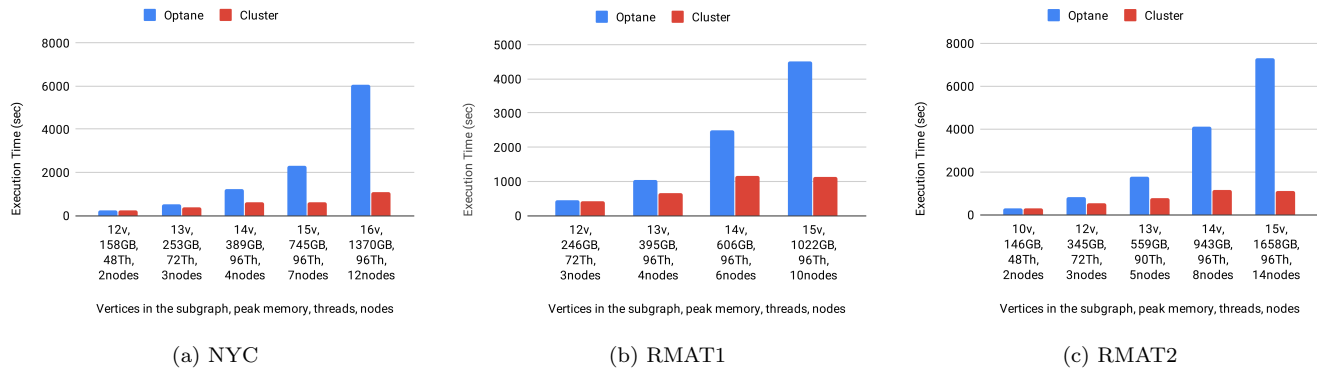 Optane Cluster
8000
6000
4000
2000
0
Execution Time (sec)
12v,
158GB,
48Th,
2nodes
13v,
253GB,
72Th,
3nodes
14v,
389GB,
96Th,
4nodes
15v,
745GB,
96Th,
7nodes
16v,
1370GB,
96Th,
12nodes
Vertices in the subgraph, peak memory, threads, nodes
(a) NYC
Optane Cluster
5000
4000
3000
2000
1000
0
Execution Time (sec)
12v,
246GB,
72Th,
3nodes
13v,
395GB,
96Th,
4nodes
14v,
606GB,
96Th,
6nodes
15v,
1022GB,
96Th,
10nodes
Vertices in the subgraph, peak memory, threads, nodes
(b) RMAT1
Optane Cluster
8000
6000
4000
2000
0
Execution Time (sec)
10v,
146GB,
48Th,
2nodes
12v,
345GB,
72Th,
3nodes
13v,
559GB,
90Th,
5nodes
14v,
943GB,
96Th,
8nodes
15v,
1658GB,
96Th,
14nodes
Vertices in the subgraph, peak memory, threads, nodes
(c) RMAT2